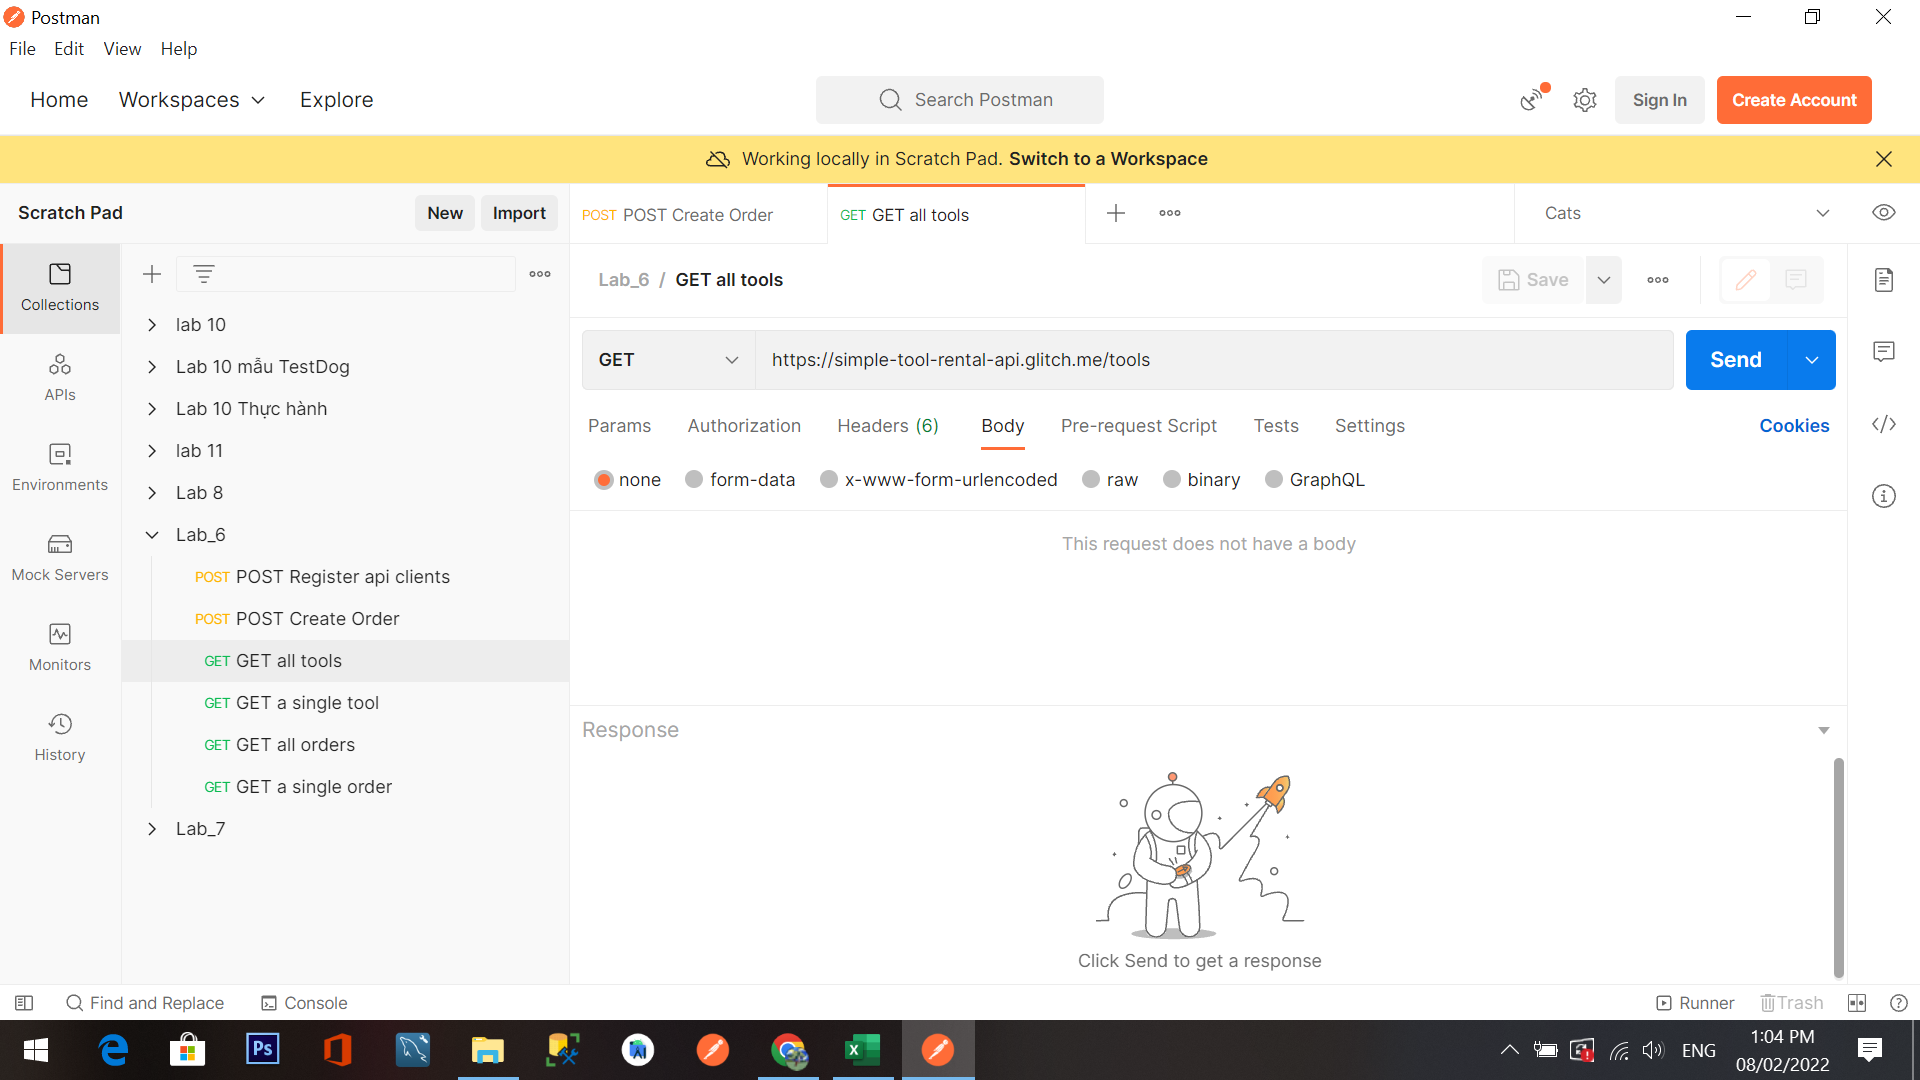 Postman
File Edit View Help
Home Workspaces Explore Search Postman Sign In Create Account
Working locally in Scratch Pad. Switch to a Workspace
Scratch Pad New Import POST POST Create Order GET GET all tools Cats
Lab_6 / GET all tools Save
Collections
lab 10
GET https://simple-tool-rental-api.glitch.me/tools Send
Lab 10 mẫu TestDog
APIs
Lab 10 Thực hành
Params Authorization Headers (6) Body Pre-request Script Tests Settings Cookies
lab 11
Environments
none form-data x-www-form-urlencoded raw binary GraphQL
Lab 8
Lab_6
This request does not have a body
Mock Servers
POST POST Register api clients
POST POST Create Order
Monitors
GET GET all tools
GET GET a single tool
Response
History
GET GET all orders
GET GET a single order
Lab_7
Click Send to get a response
Find and Replace Console Runner Trash
Ps
X
ENG
1:04 PM
08/02/2022